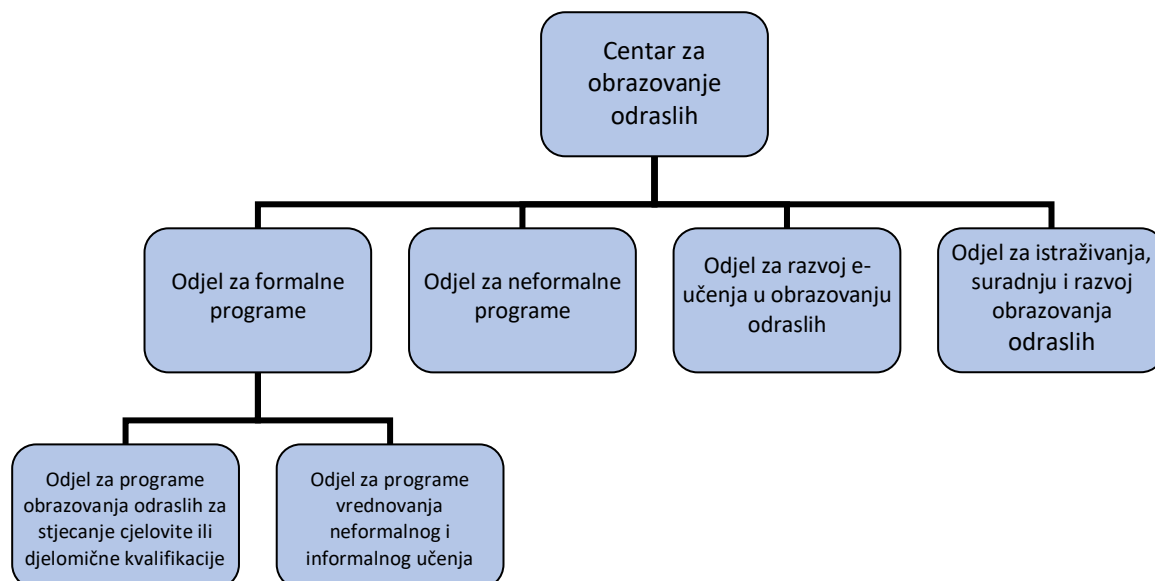 Centar za
obrazovanje
odraslih
Odjel za formalne
programe
Odjel za neformalne
programe
Odjel za razvoj e-
učenja u obrazovanju
odraslih
Odjel za istraživanja,
suradnju i razvoj
obrazovanja
odraslih
Odjel za programe
obrazovanja odraslih za
stjecanje cjelovite ili
djelomične kvalifikacije
Odjel za programe
vrednovanja
neformalnog i
informalnog učenja